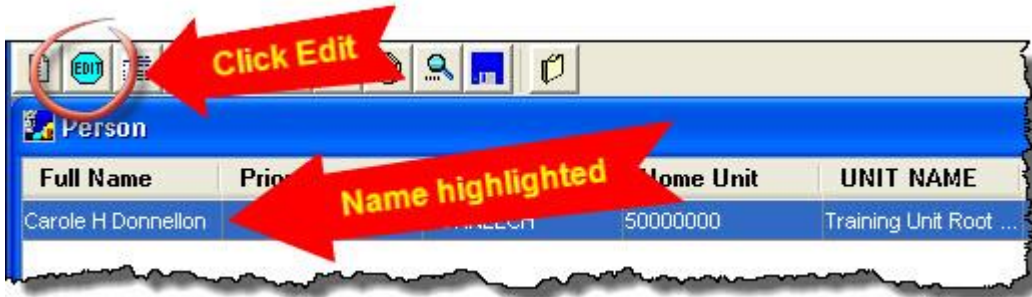 Click Edit
EDIT
Person
Full Name Home Unit UNIT NAME
Name highlighted
Carole H Donnellon 50000000 Training Unit Root ...